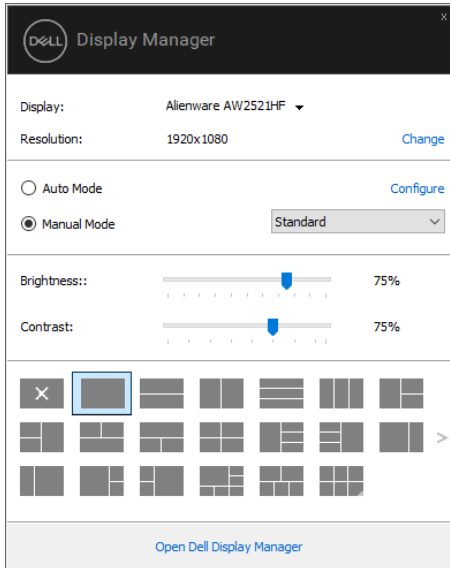 x
DELL Display Manager
Display: Alienware AW2521HF
Resolution: 1920x1080 Change
Auto Mode Configure
Manual Mode Standard
Brightness:: 75%
Contrast: 75%
>
Open Dell Display Manager